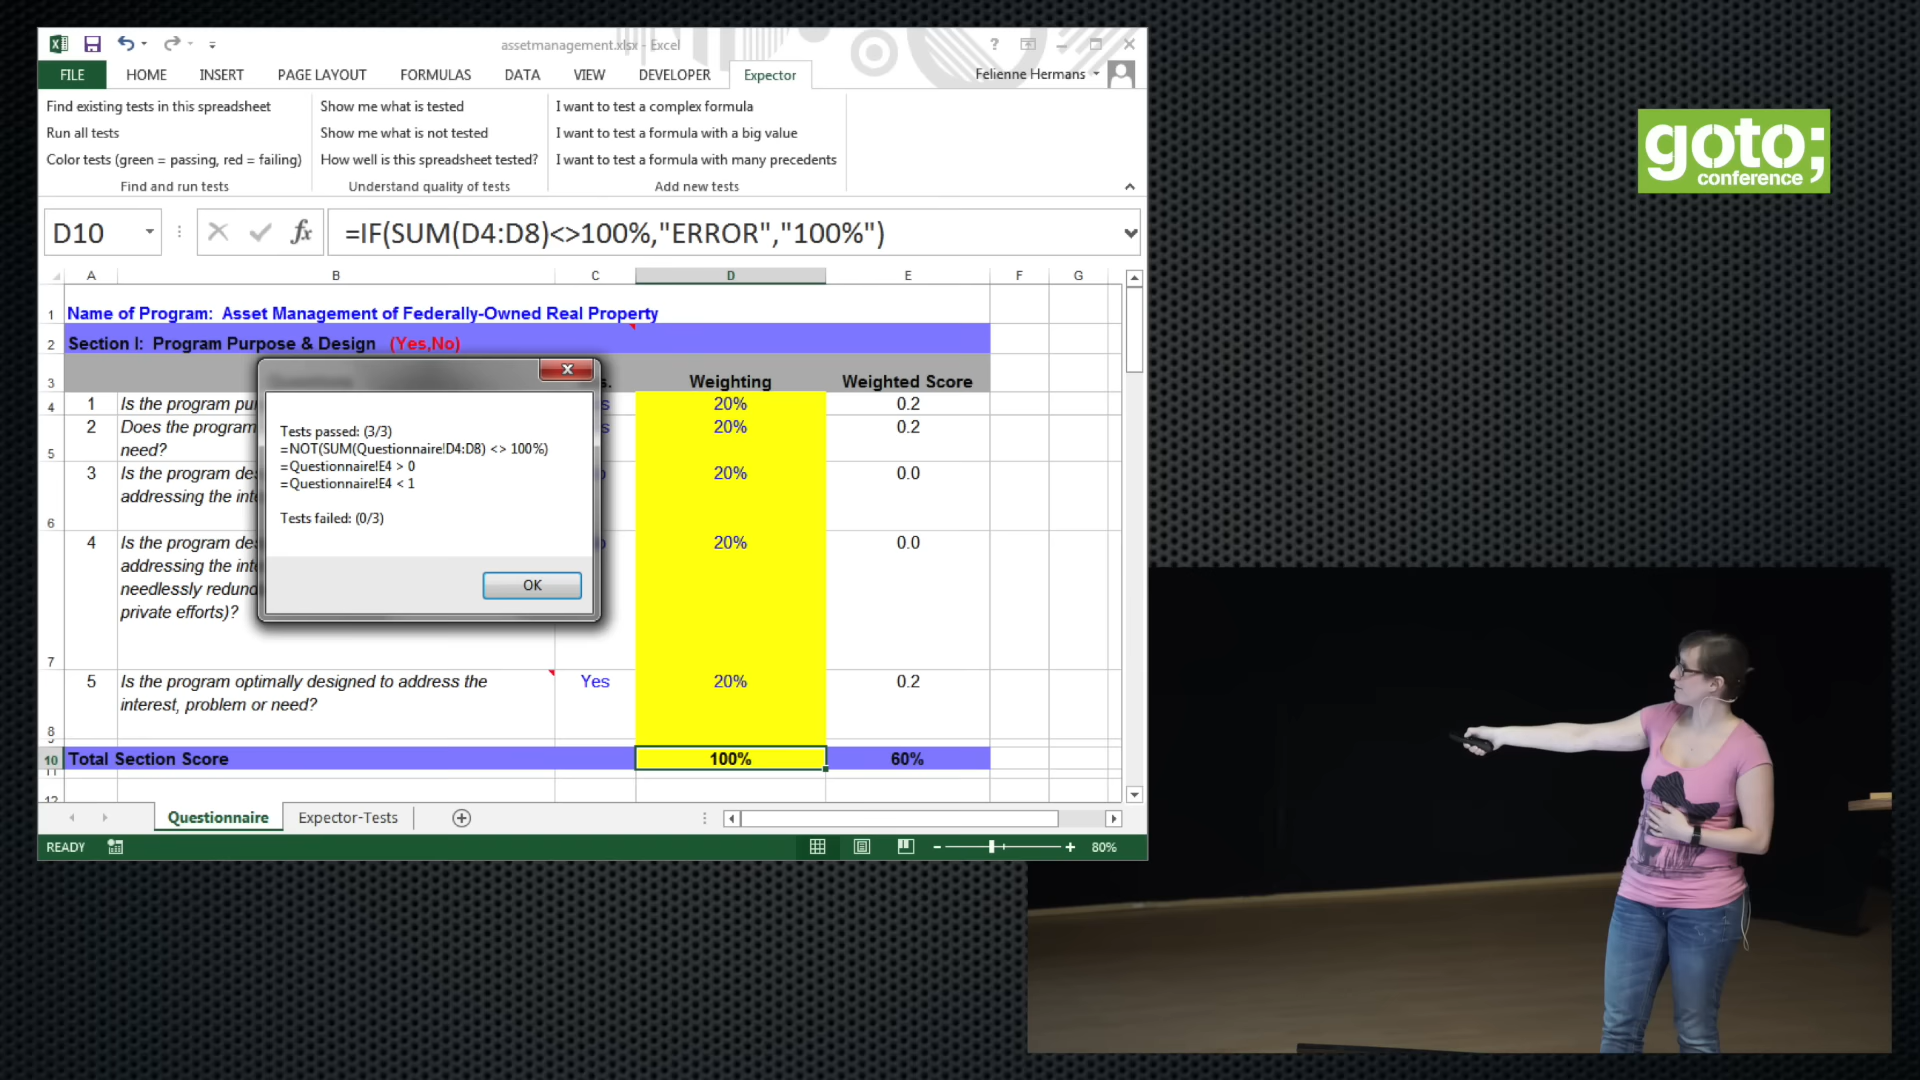 assetmanagement.xlsx - Excel
?
FILE HOME INSERT PAGE LAYOUT FORMULAS DATA VIEW DEVELOPER Expector
Felienne Hermans
Find existing tests in this spreadsheet
Run all tests
Color tests (green = passing, red = failing)
Find and run tests
Show me what is tested
Show me what is not tested
How well is this spreadsheet tested?
Understand quality of tests
I want to test a complex formula
I want to test a formula with a big value
I want to test a formula with many precedents
Add new tests
goto;
conference
D10 fx =IF(SUM(D4:D8)<>100%,"ERROR","100%")
A B C D E F G
1 Name of Program: Asset Management of Federally-Owned Real Property
2 Section I: Program Purpose & Design (Yes,No)
3 Weighting Weighted Score
4 1 Is the program 20% 0.2
2 Does the program 20% 0.2
5 need?
3 Is the program 20% 0.0
addressing the
6
4 Is the program 20% 0.0
addressing the
needlessly
private efforts)?
7
5 Is the program optimally designed to address the Yes 20% 0.2
interest, problem or need?
8
10 Total Section Score 100% 60%
Tests passed: (3/3)
=NOT(SUM(Questionnaire!D4:D8) <> 100%)
=Questionnaire!E4 > 0
=Questionnaire!E4 < 1
Tests failed: (0/3)
OK
Questionnaire Expector-Tests
READY 80%